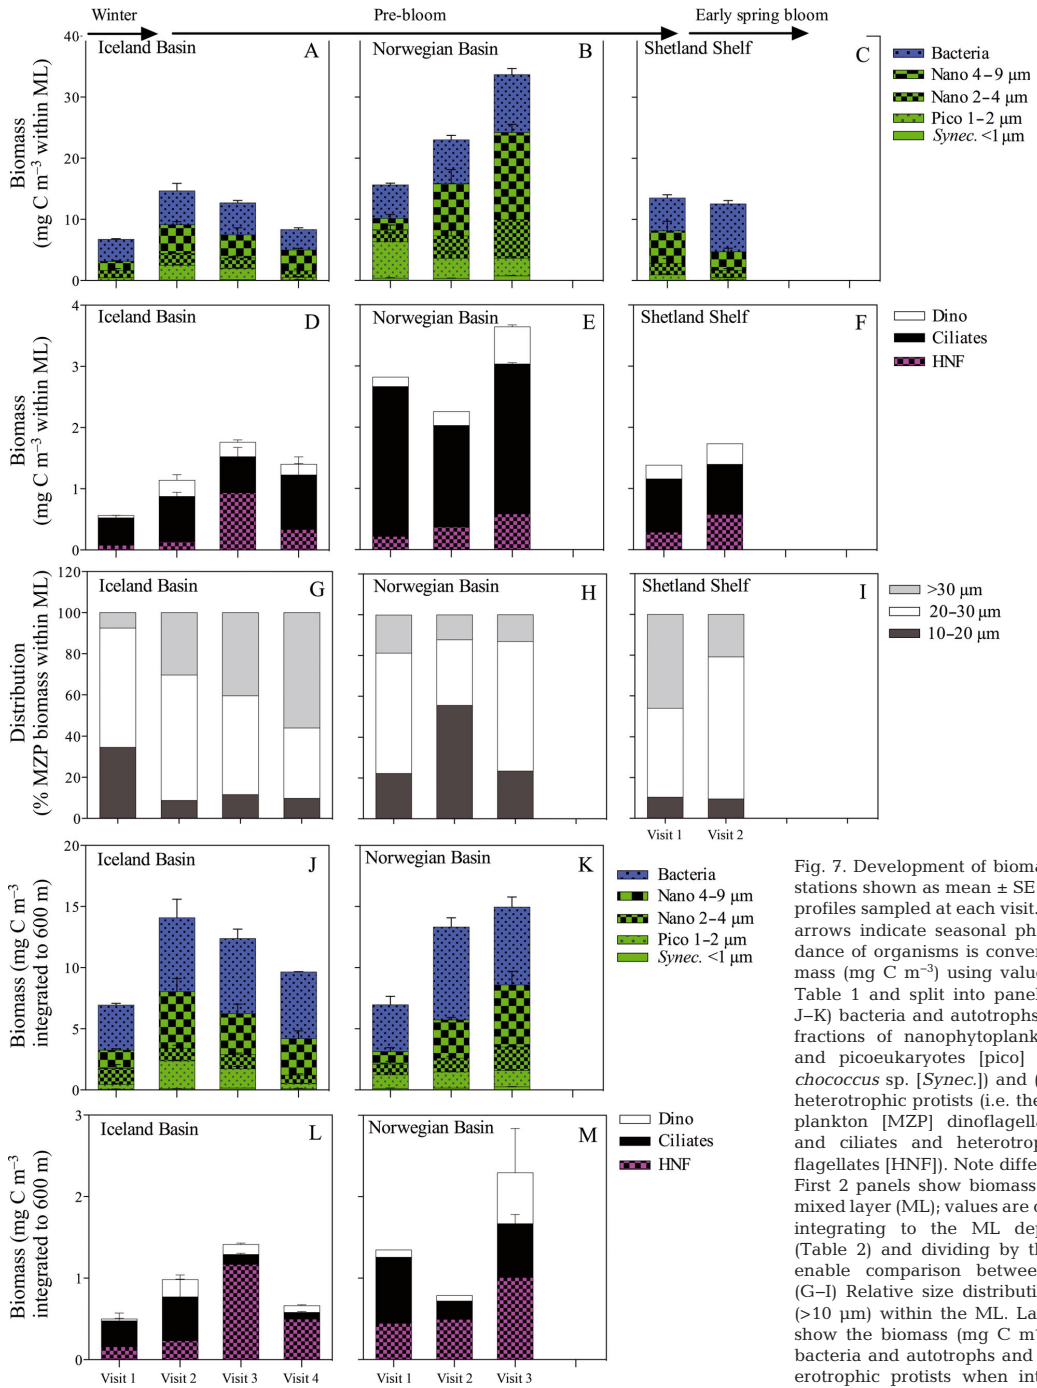 Winter
Pre-bloom
Early spring bloom
Biomass
(mg C m⁻³ within ML)
40
30
20
10
0
Iceland Basin
A
Norwegian Basin
B
Shetland Shelf
C
Bacteria
Nano 4–9 µm
Nano 2–4 µm
Pico 1–2 µm
Synec. <1 µm
Biomass
(mg C m⁻³ within ML)
4
3
2
1
0
Iceland Basin
D
Norwegian Basin
E
Shetland Shelf
F
Dino
Ciliates
HNF
Distribution
(% MZP biomass within ML)
120
100
80
60
40
20
0
Iceland Basin
G
Norwegian Basin
H
Shetland Shelf
I
>30 µm
20–30 µm
10–20 µm
Visit 1
Visit 2
Biomass (mg C m⁻³
integrated to 600 m)
20
15
10
5
0
Iceland Basin
J
Norwegian Basin
K
Bacteria
Nano 4–9 µm
Nano 2–4 µm
Pico 1–2 µm
Synec. <1 µm
Biomass (mg C m⁻³
integrated to 600 m)
3
2
1
0
Iceland Basin
L
Norwegian Basin
M
Dino
Ciliates
HNF
Visit 1
Visit 2
Visit 3
Visit 4
Visit 1
Visit 2
Visit 3
Fig. 7. Development of bioma
stations shown as mean ± SE
profiles sampled at each visit.
arrows indicate seasonal pha
dance of organisms is conver
mass (mg C m⁻³) using value
Table 1 and split into panel
J–K) bacteria and autotrophs
fractions of nanophytoplank
and picoeukaryotes [pico]
chococcus sp. [Synec.]) and (
heterotrophic protists (i.e. the
plankton [MZP] dinoflagella
and ciliates and heterotrop
flagellates [HNF]). Note differ
First 2 panels show biomass
mixed layer (ML); values are o
integrating to the ML dep
(Table 2) and dividing by th
enable comparison between
(G–I) Relative size distributio
(>10 µm) within the ML. La
show the biomass (mg C m
bacteria and autotrophs and
erotrophic protists when int